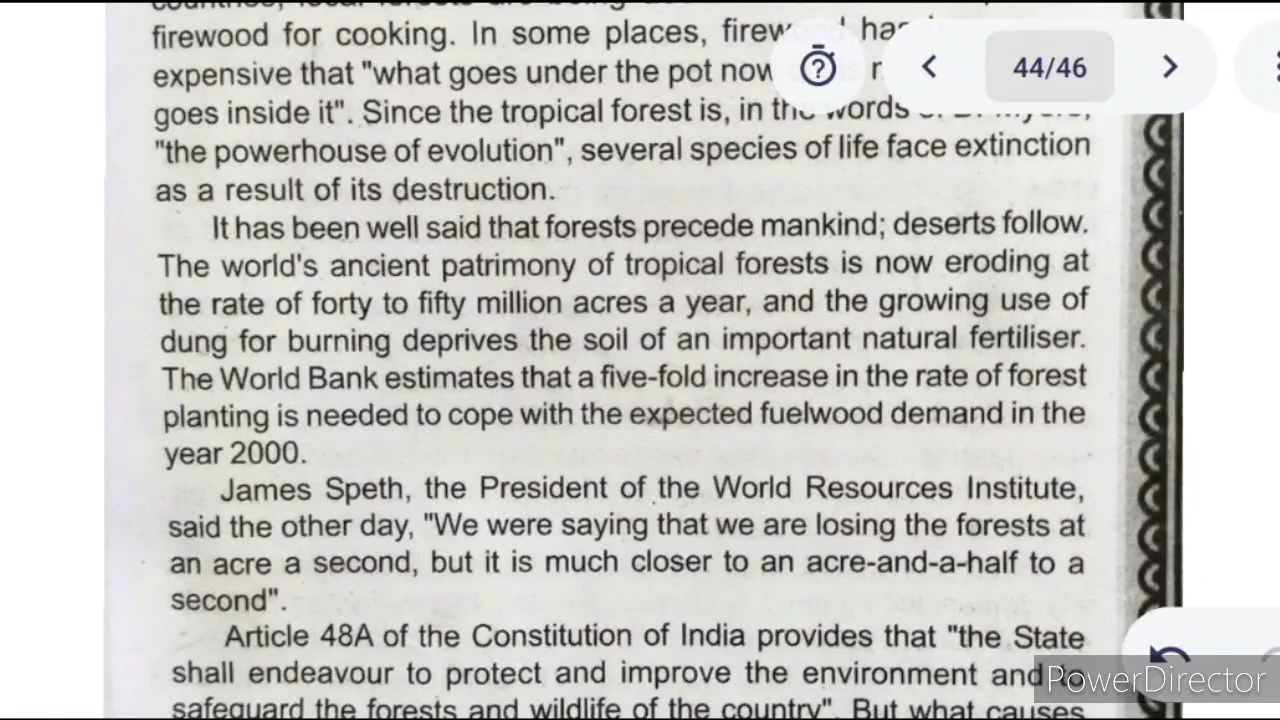 firewood for cooking. In some places,
44/46
expensive that "what goes under the pot now
goes inside it". Since the tropical forest is, in the words
"the powerhouse of evolution", several species of life face extinction
as a result of its destruction.
It has been well said that forests precede mankind; deserts follow.
The world's ancient patrimony of tropical forests is now eroding at
the rate of forty to fifty million acres a year, and the growing use of
dung for burning deprives the soil of an important natural fertiliser.
The World Bank estimates that a five-fold increase in the rate of forest
planting is needed to cope with the expected fuelwood demand in the
year 2000.
James Speth, the President of the World Resources Institute,
said the other day, "We were saying that we are losing the forests at
an acre a second, but it is much closer to an acre-and-a-half to a
second".
Article 48A of the Constitution of India provides that "the State
shall endeavour to protect and improve the environment and to
PowerDirector
safeguard the forests and wildlife of the country". But what causes